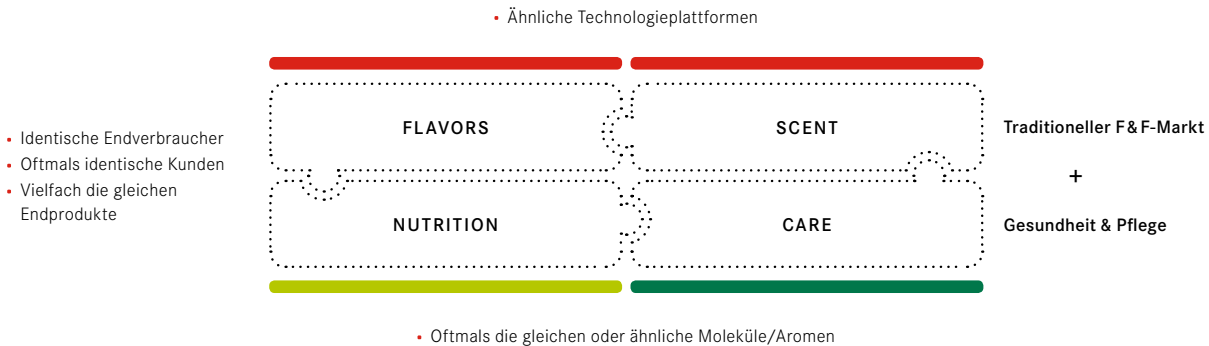 • Ähnliche Technologieplattformen
FLAVORS
SCENT
Traditioneller F & F-Markt
• Identische Endverbraucher
• Oftmals identische Kunden
• Vielfach die gleichen
Endprodukte
+
NUTRITION
CARE
Gesundheit & Pflege
• Oftmals die gleichen oder ähnliche Moleküle/Aromen